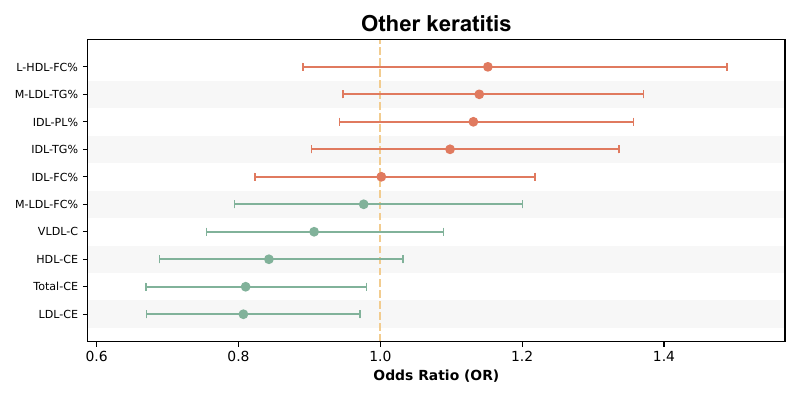 Other keratitis
L-HDL-FC%
M-LDL-TG%
IDL-PL%
IDL-TG%
IDL-FC%
M-LDL-FC%
VLDL-C
HDL-CE
Total-CE
LDL-CE
0.6 0.8 1.0 1.2 1.4
Odds Ratio (OR)